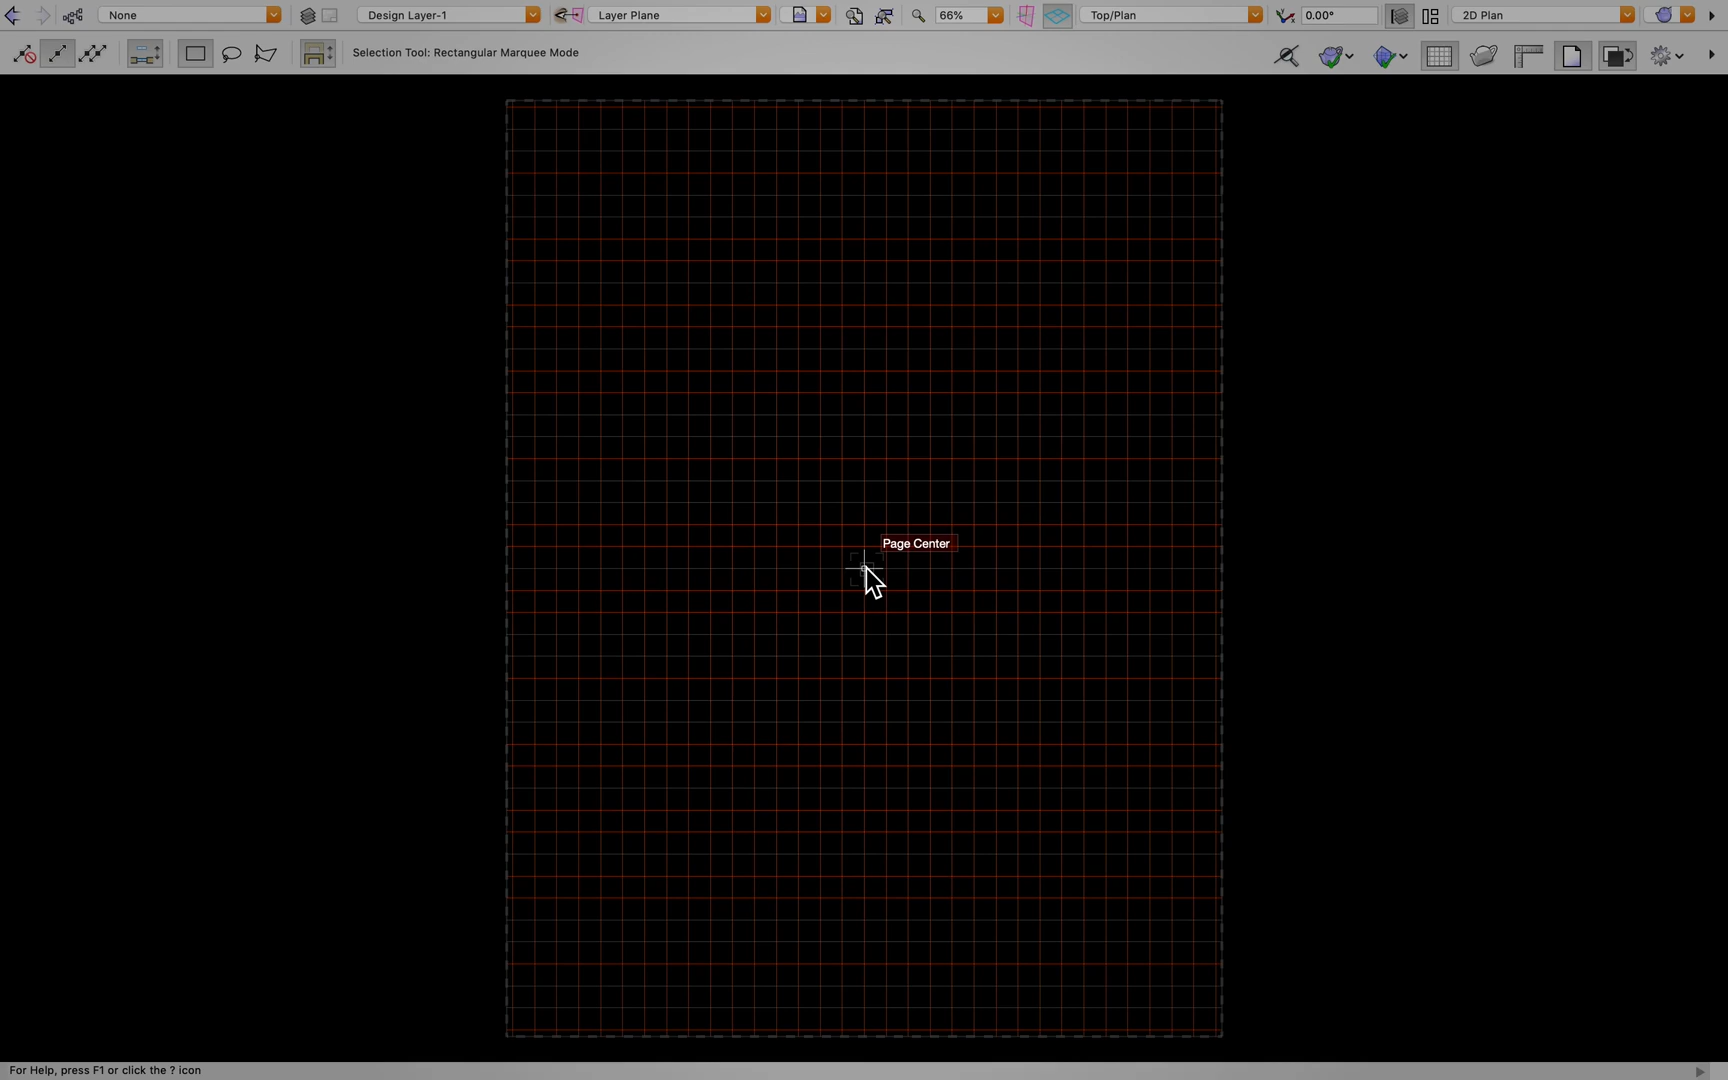 None
Design Layer-1
Layer Plane
66%
Top/Plan
0.00°
2D Plan
Selection Tool: Rectangular Marquee Mode
Page Center
For Help, press F1 or click the ? icon